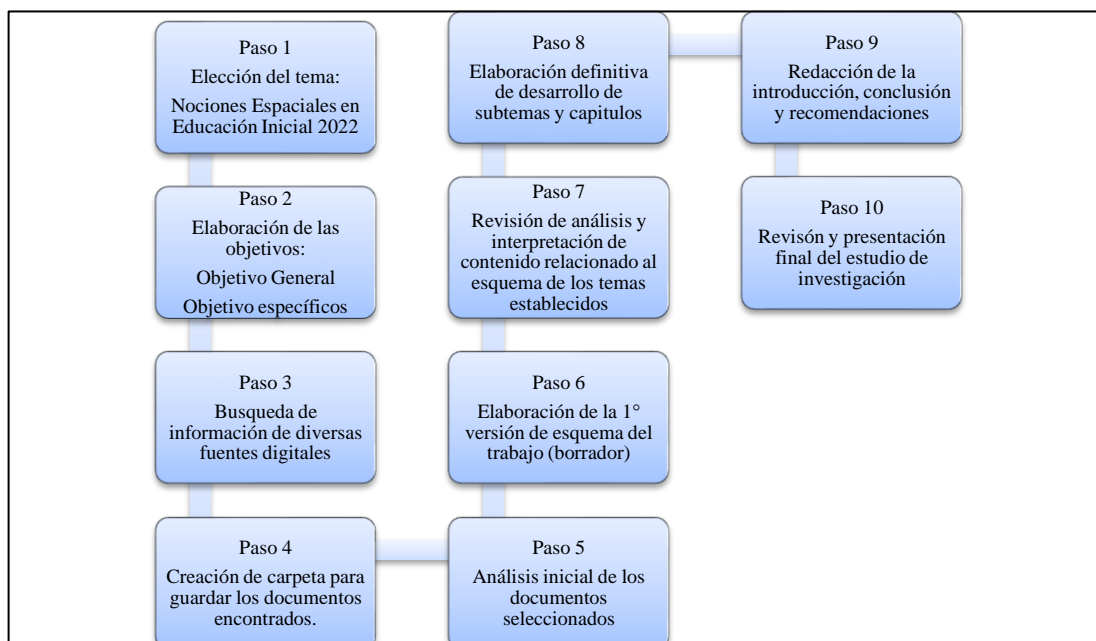 Paso 1
Elección del tema:
Nociones Espaciales en
Educación Inicial 2022
Paso 2
Elaboración de las
objetivos:
Objetivo General
Objetivo específicos
Paso 3
Busqueda de
información de diversas
fuentes digitales
Paso 4
Creación de carpeta para
guardar los documentos
encontrados.
Paso 5
Análisis inicial de los
documentos
seleccionados
Paso 6
Elaboración de la 1°
versión de esquema del
trabajo (borrador)
Paso 7
Revisión de análisis y
interpretación de
contenido relacionado al
esquema de los temas
establecidos
Paso 8
Elaboración definitiva
de desarrollo de
subtemas y capitulos
Paso 9
Redacción de la
introducción, conclusión
y recomendaciones
Paso 10
Revisón y presentación
final del estudio de
investigación